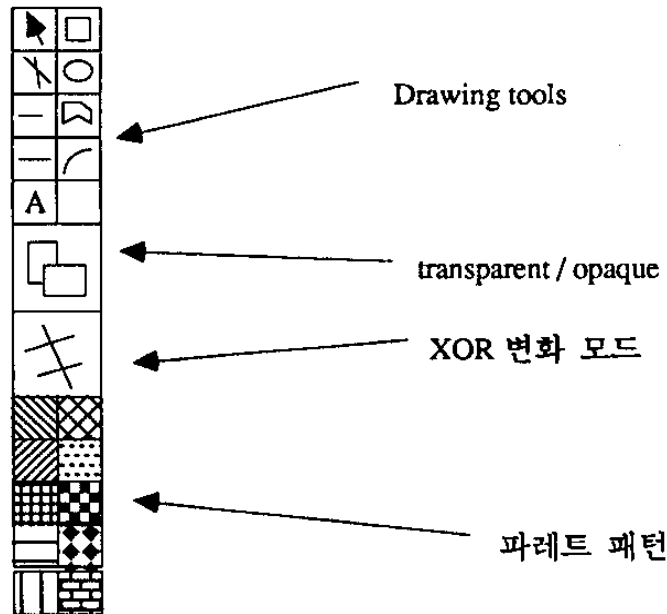 A
Drawing tools
transparent / opaque
XOR 변화 모드
파레트 패턴